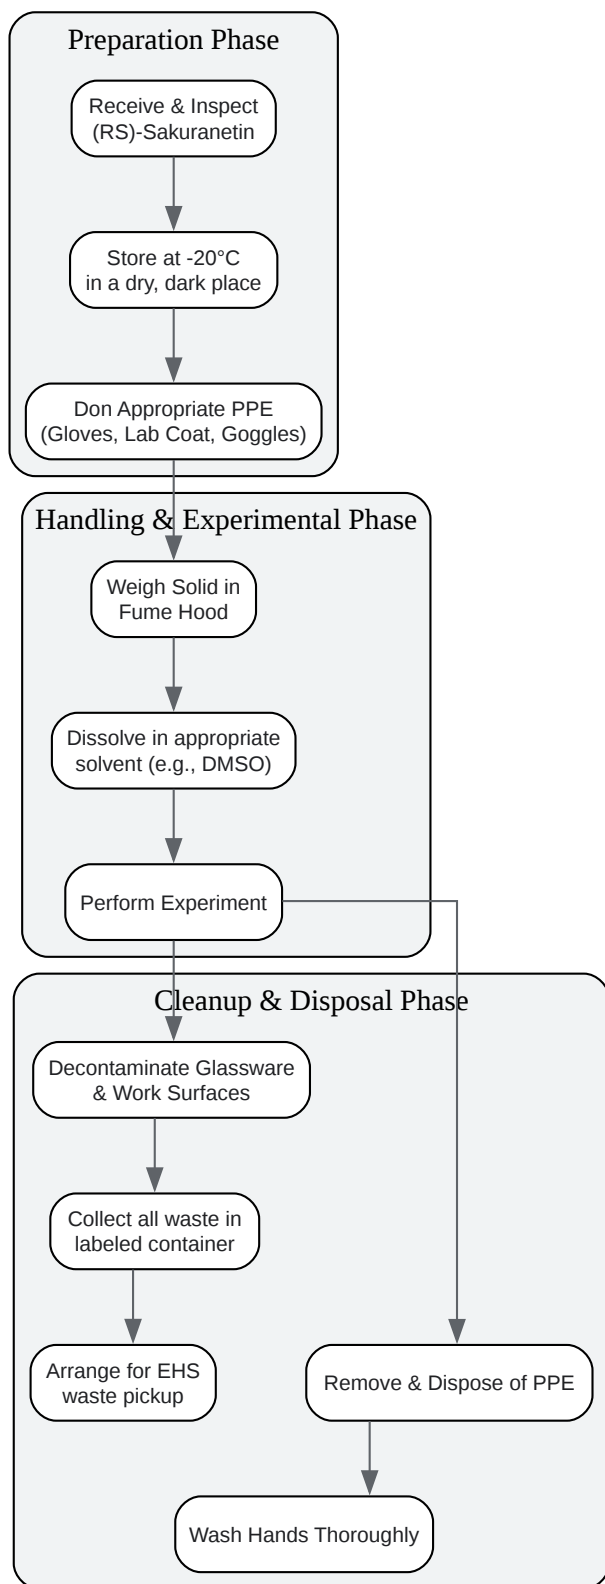 Preparation Phase
Receive & Inspect
(RS)-Sakuranetin
Store at -20°C
in a dry, dark place
Don Appropriate PPE
(Gloves, Lab Coat, Goggles)
Handling & Experimental Phase
Weigh Solid in
Fume Hood
Dissolve in appropriate
solvent (e.g., DMSO)
Perform Experiment
Cleanup & Disposal Phase
Decontaminate Glassware
& Work Surfaces
Collect all waste in
labeled container
Arrange for EHS
waste pickup
Remove & Dispose of PPE
Wash Hands Thoroughly